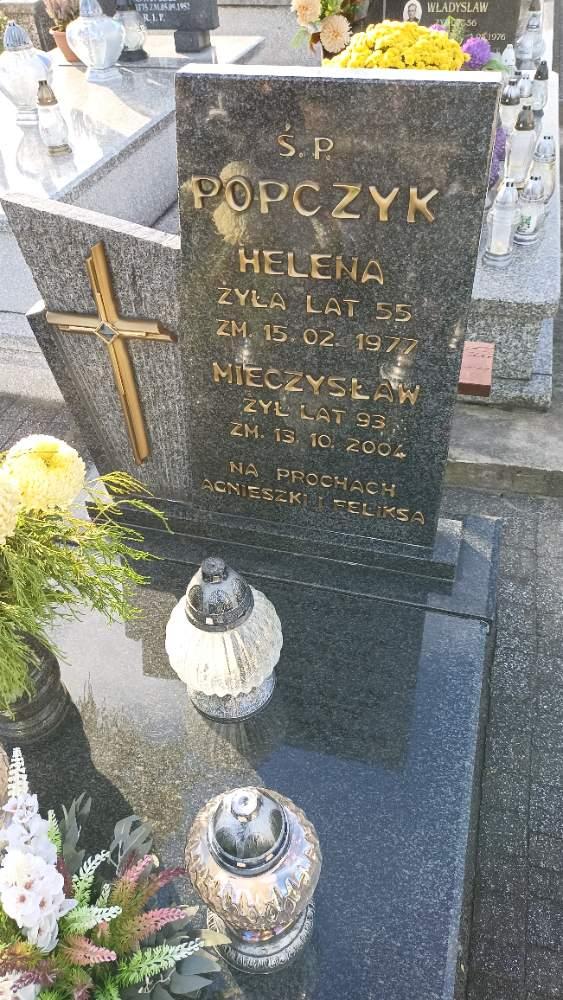 R.I.P.
WŁADYSŁAW
Ś. P.
POPCZYK
HELENA
ŻYŁA LAT 55
ZM. 15. 02. 1977
MIECZYSŁAW
ŻYŁ LAT 93
ZM. 13. 10. 2004
NA PROCHACH
AGNIESZKI I FELIKSA